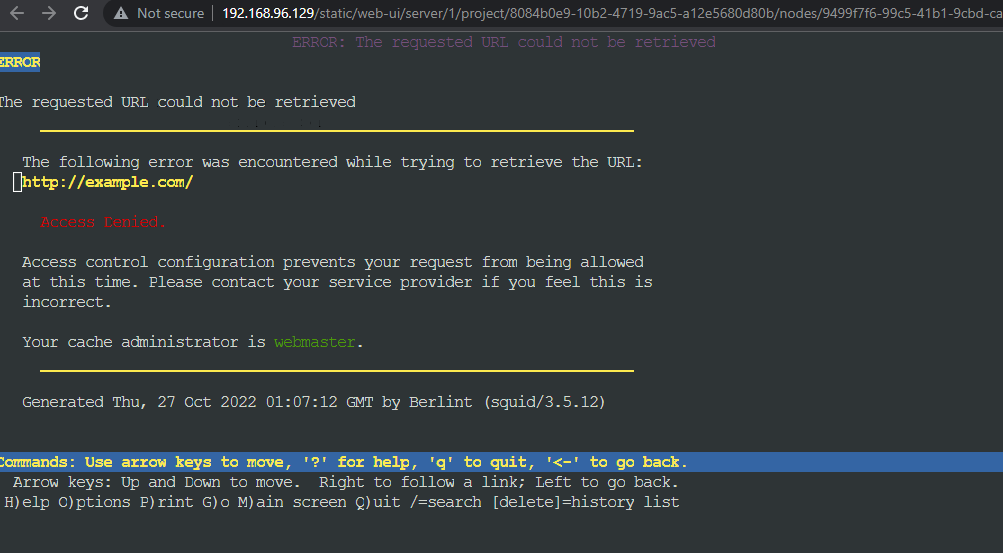 Not secure | 192.168.96.129/static/web-ui/server/1/project/8084b0e9-10b2-4719-9ac5-a12e5680d80b/nodes/9499f7f6-99c5-41b1-9cbd-ca
ERROR: The requested URL could not be retrieved
ERROR
The requested URL could not be retrieved
The following error was encountered while trying to retrieve the URL:
http://example.com/
Access Denied.
Access control configuration prevents your request from being allowed
at this time. Please contact your service provider if you feel this is
incorrect.
Your cache administrator is webmaster.
Generated Thu, 27 Oct 2022 01:07:12 GMT by Berlint (squid/3.5.12)
Commands: Use arrow keys to move, '?' for help, 'q' to quit, '<-' to go back.
Arrow keys: Up and Down to move.  Right to follow a link; Left to go back.
H)elp O)ptions P)rint G)o M)ain screen Q)uit /=search [delete]=history list